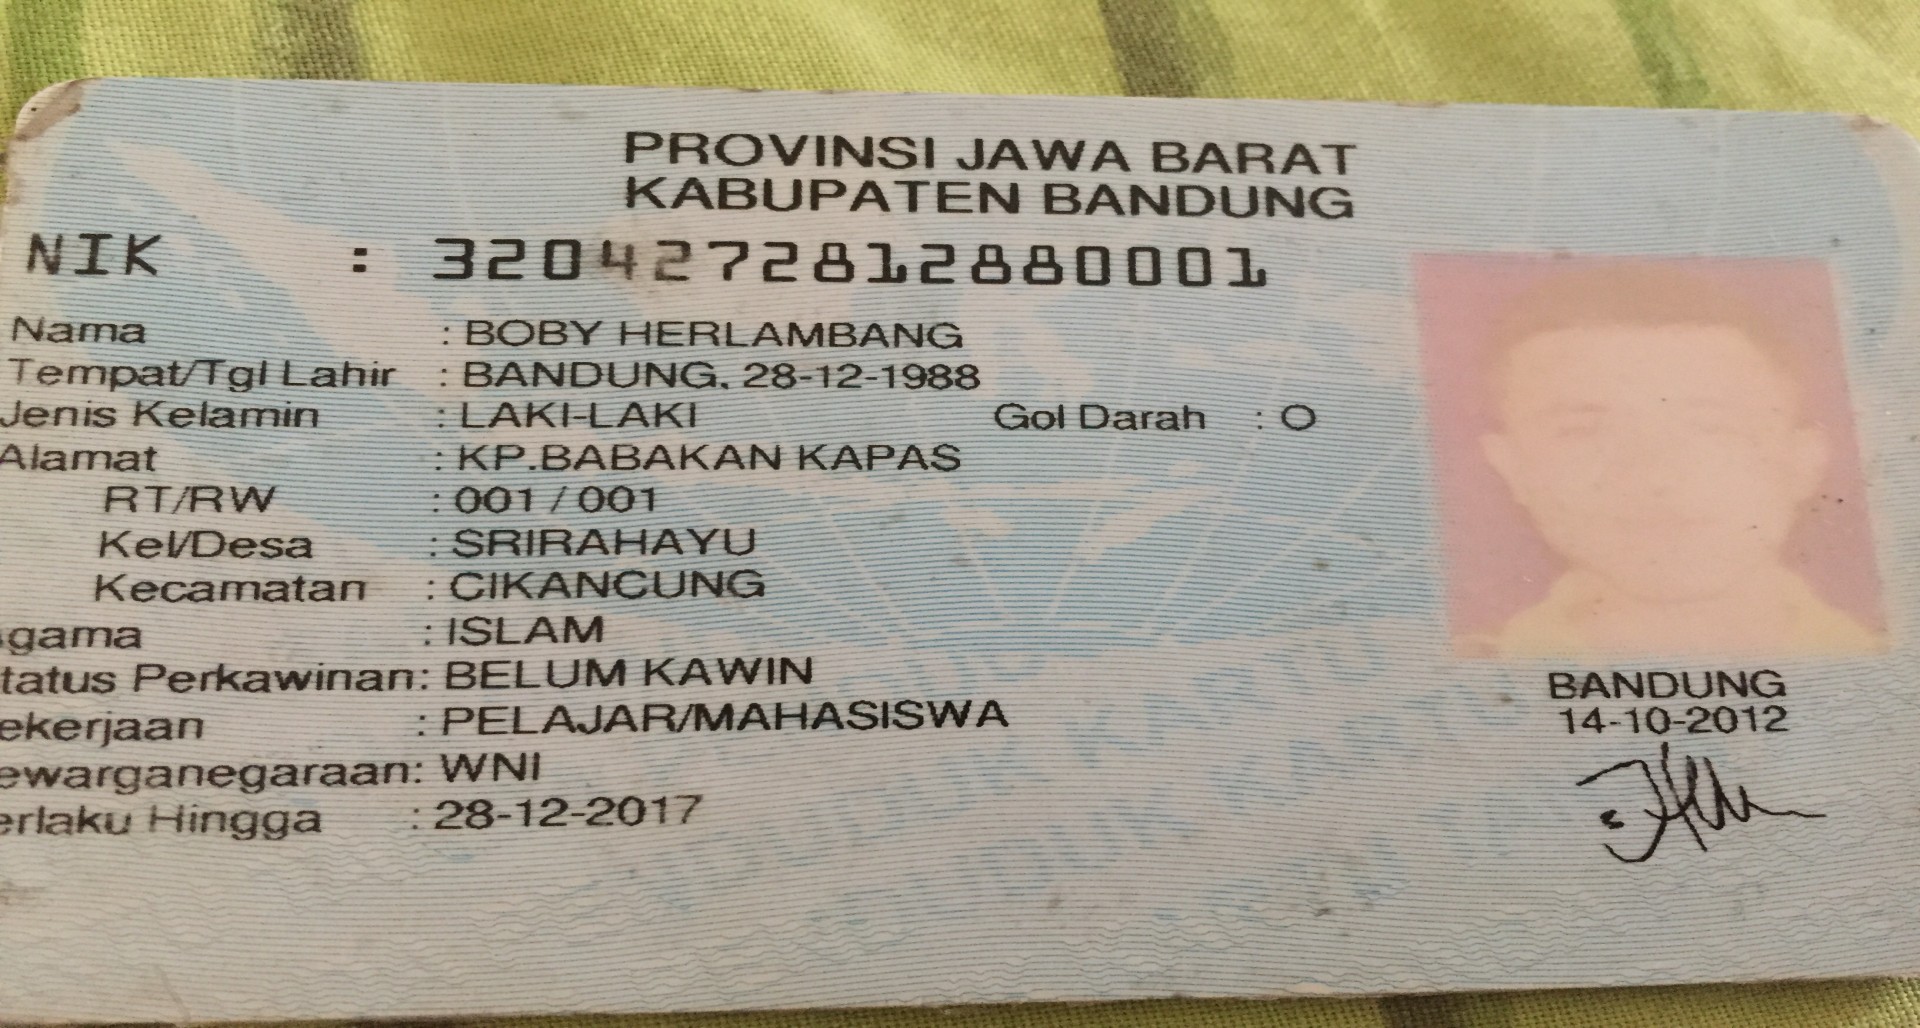 PROVINSI JAWA BARAT
KABUPATEN BANDUNG
NIK : 3204272812880001
Nama : BOBY HERLAMBANG
Tempat/Tgl Lahir : BANDUNG, 28-12-1988
Jenis Kelamin : LAKI-LAKI Gol Darah : O
Alamat : KP.BABAKAN KAPAS
RT/RW : 001 / 001
Kel/Desa : SRIRAHAYU
Kecamatan : CIKANCUNG
gama : ISLAM
tatus Perkawinan: BELUM KAWIN
ekerjaan : PELAJAR/MAHASISWA
ewarganegaraan: WNI
erlaku Hingga : 28-12-2017
BANDUNG
14-10-2012